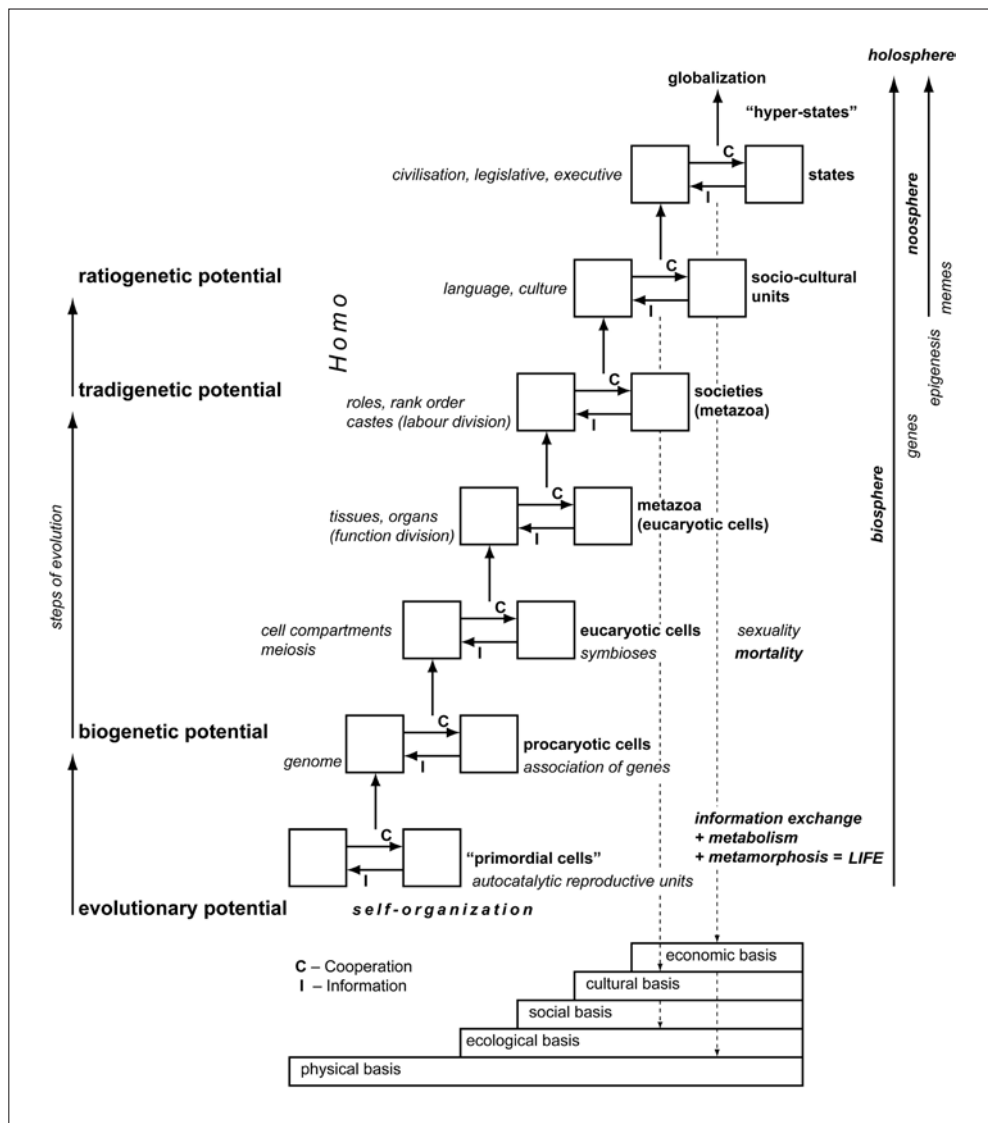 holosphere
globalization
"hyper-states"
C
civilisation, legislative, executive
states
I
noosphere
ratiogenetic potential
C
language, culture
socio-cultural
units
I
memes
Homo
epigenesis
tradigenetic potential
C
roles, rank order
castes (labour division)
societies
(metazoa)
I
genes
biosphere
C
tissues, organs
(function division)
metazoa
(eucaryotic cells)
I
steps of evolution
C
cell compartments
meiosis
eucaryotic cells
symbioses
I
sexuality
mortality
biogenetic potential
C
genome
procaryotic cells
association of genes
I
information exchange
+ metabolism
+ metamorphosis = LIFE
C
"primordial cells"
autocatalytic reproductive units
I
evolutionary potential
self-organization
C – Cooperation
I – Information
economic basis
cultural basis
social basis
ecological basis
physical basis